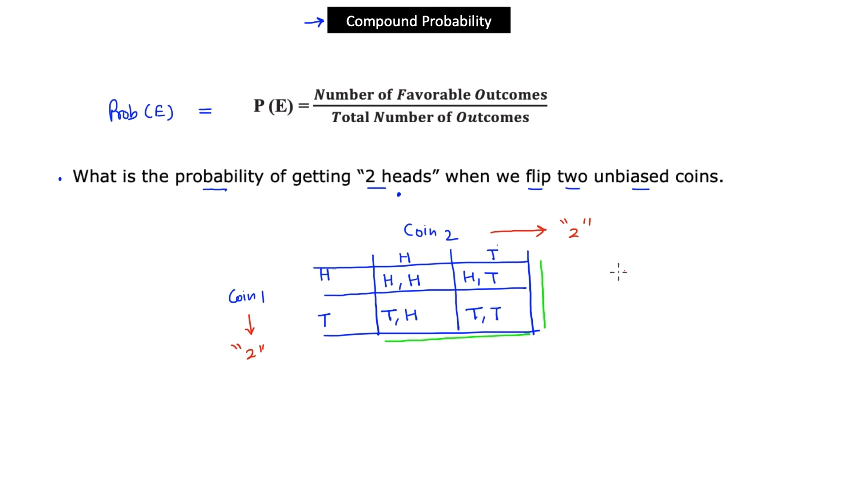 → Compound Probability
Prob(E) = P (E) = Number of Favorable Outcomes
Total Number of Outcomes
. What is the probability of getting “2 heads” when we flip two unbiased coins.
Coin 2 → "2"
H T
H H, H H, T
Coin 1
T T, H T, T
↓
"2"